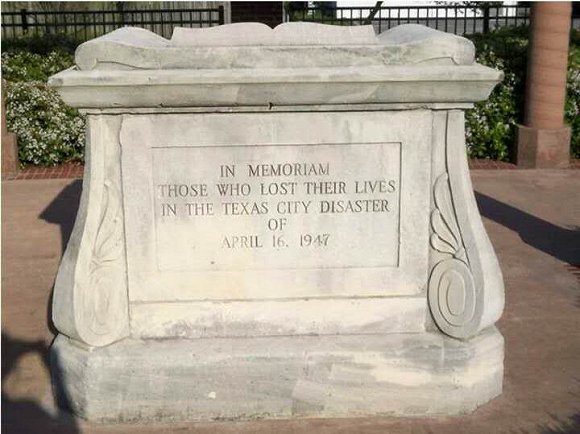 IN MEMORIAM
THOSE WHO LOST THEIR LIVES
IN THE TEXAS CITY DISASTER
OF
APRIL 16, 1947